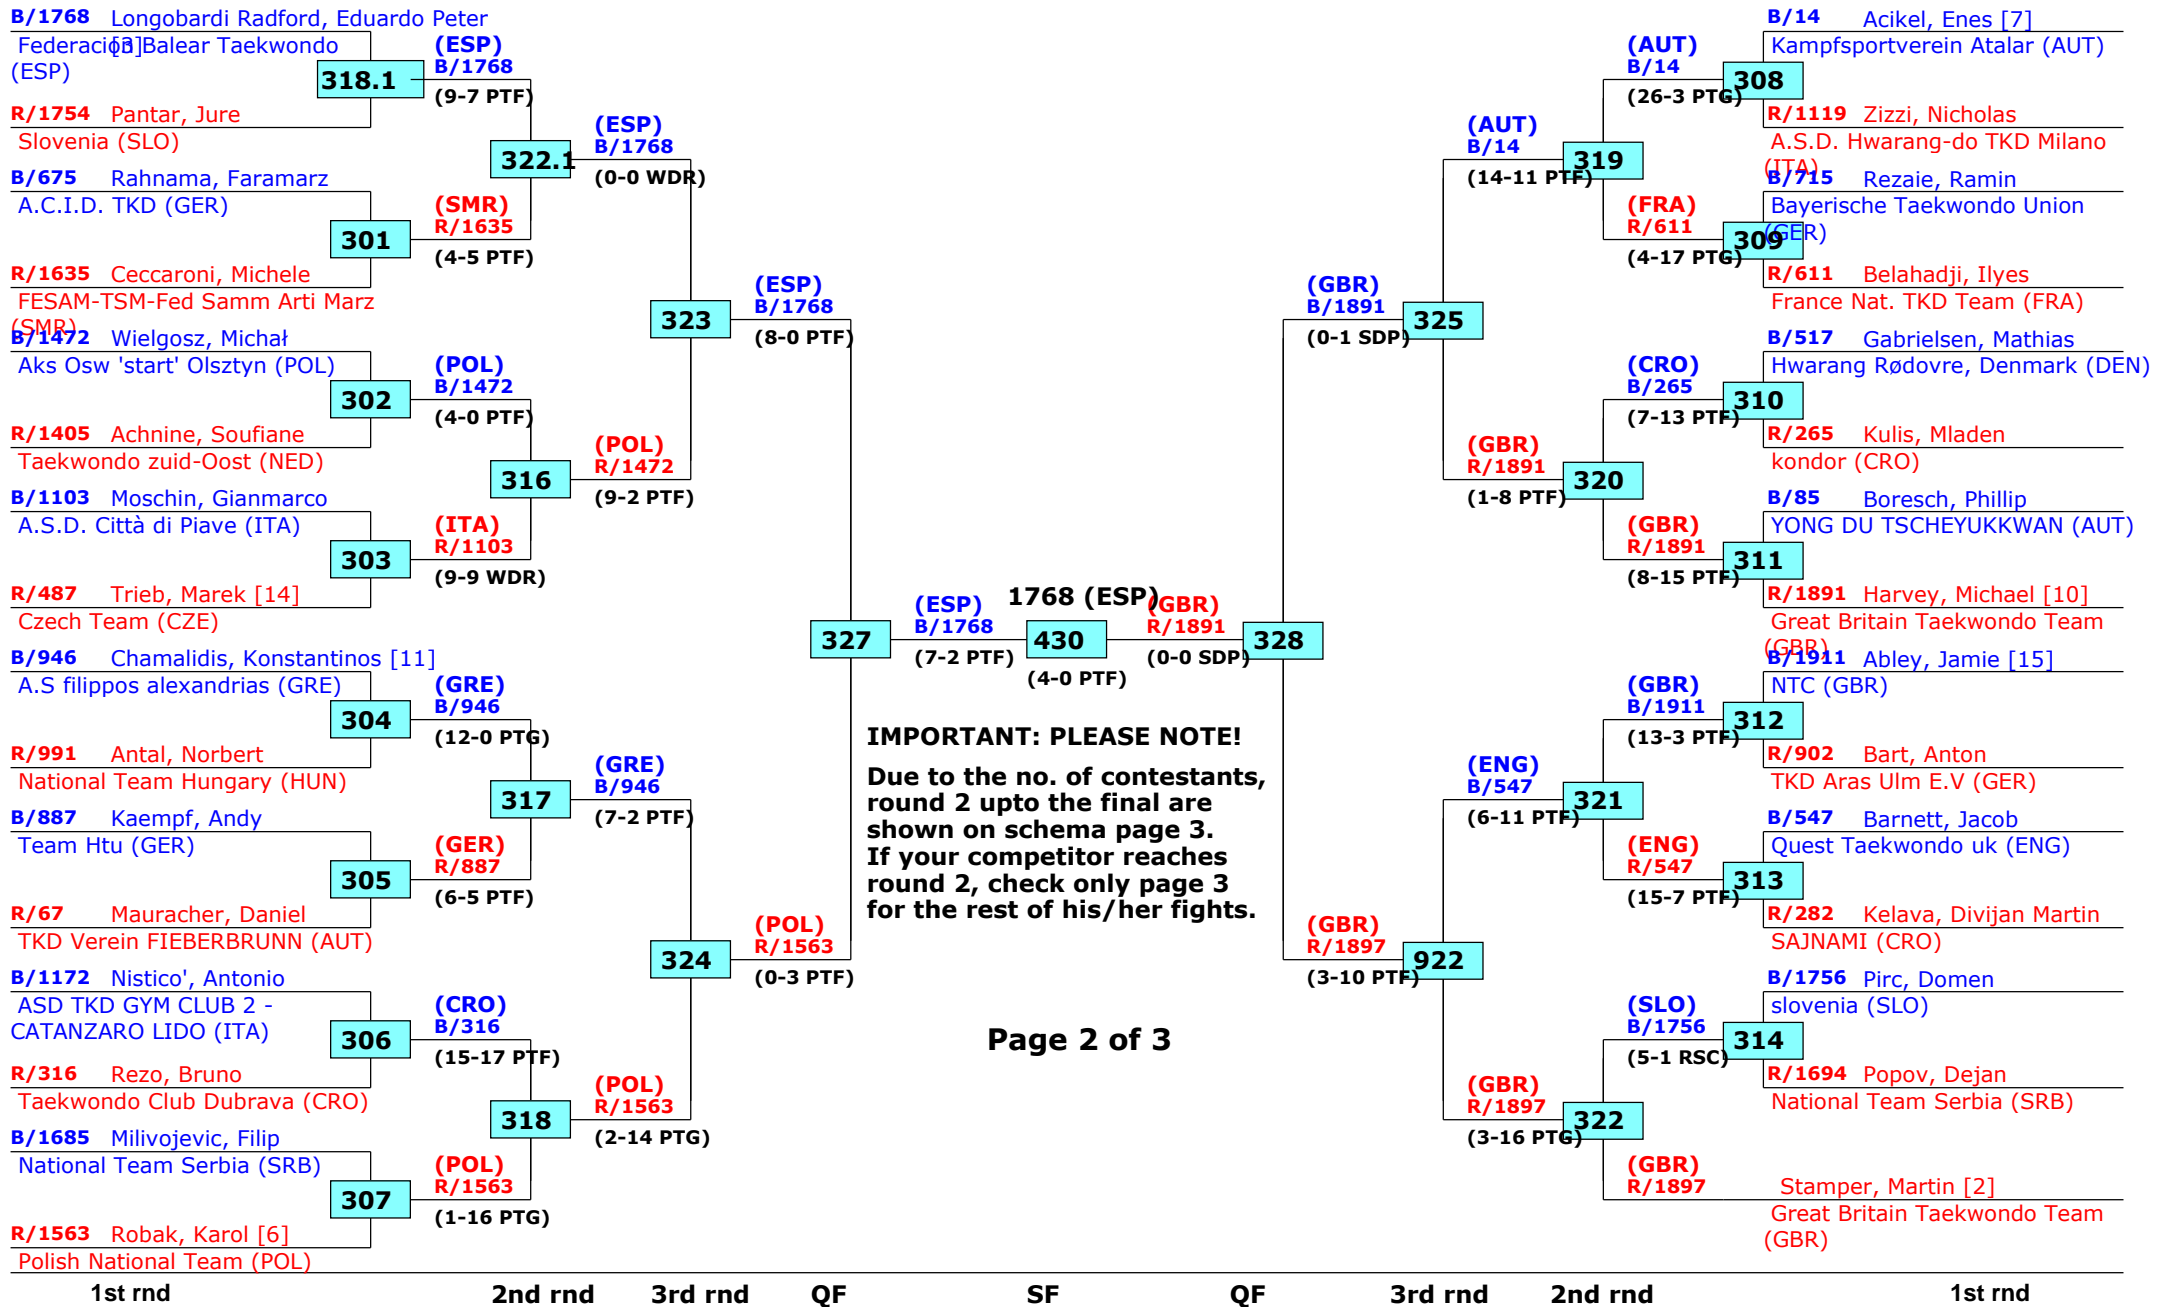 B/1768 Longobardi Radford, Eduardo Peter [3]
Federación Balear Taekwondo
(ESP)
318.1
R/1754 Pantar, Jure
Slovenia (SLO)
B/675 Rahnama, Faramarz
A.C.I.D. TKD (GER)
301
R/1635 Ceccaroni, Michele
FESAM-TSM-Fed Samm Arti Marz
(SMR)
B/1472 Wielgosz, Michał
Aks Osw 'start' Olsztyn (POL)
302
R/1405 Achnine, Soufiane
Taekwondo zuid-Oost (NED)
B/1103 Moschin, Gianmarco
A.S.D. Città di Piave (ITA)
303
R/487 Trieb, Marek [14]
Czech Team (CZE)
B/946 Chamalidis, Konstantinos [11]
A.S filippos alexandrias (GRE)
304
R/991 Antal, Norbert
National Team Hungary (HUN)
B/887 Kaempf, Andy
Team Htu (GER)
305
R/67 Mauracher, Daniel
TKD Verein FIEBERBRUNN (AUT)
B/1172 Nistico', Antonio
ASD TKD GYM CLUB 2 -
CATANZARO LIDO (ITA)
306
R/316 Rezo, Bruno
Taekwondo Club Dubrava (CRO)
B/1685 Milivojevic, Filip
National Team Serbia (SRB)
307
R/1563 Robak, Karol [6]
Polish National Team (POL)
(ESP)
B/1768
(9-7 PTF)
322.1
(SMR)
R/1635
(4-5 PTF)
(POL)
B/1472
(4-0 PTF)
316
(ITA)
R/1103
(9-9 WDR)
(GRE)
B/946
(12-0 PTG)
317
(GER)
R/887
(6-5 PTF)
(CRO)
B/316
(15-17 PTF)
318
(POL)
R/1563
(1-16 PTG)
(ESP)
B/1768
(0-0 WDR)
323
(POL)
R/1472
(9-2 PTF)
(GRE)
B/946
(7-2 PTF)
324
(POL)
R/1563
(2-14 PTG)
(ESP)
B/1768
(8-0 PTF)
327
(POL)
R/1563
(0-3 PTF)
(ESP)
B/1768
(7-2 PTF)
1768 (ESP)
430
(4-0 PTF)
(GBR)
R/1891
(0-0 SDP)
328
IMPORTANT: PLEASE NOTE!
Due to the no. of contestants,
round 2 upto the final are
shown on schema page 3.
If your competitor reaches
round 2, check only page 3
for the rest of his/her fights.
Page 2 of 3
(GBR)
B/1891
(0-1 SDP)
325
(GBR)
R/1897
(3-10 PTF)
922
(AUT)
B/14
(14-11 PTF)
319
(GBR)
R/1891
(1-8 PTF)
320
(ENG)
B/547
(6-11 PTF)
321
(GBR)
R/1897
(3-16 PTG)
322
(AUT)
B/14
(26-3 PTG)
308
(FRA)
R/611
(4-17 PTG)
309
(CRO)
B/265
(7-13 PTF)
310
(GBR)
R/1891
(8-15 PTF)
311
(GBR)
B/1911
(13-3 PTF)
312
(ENG)
R/547
(15-7 PTF)
313
(SLO)
B/1756
(5-1 RSC)
314
(GBR)
R/1897
B/14 Acikel, Enes [7]
Kampfsportverein Atalar (AUT)
R/1119 Zizzi, Nicholas
A.S.D. Hwarang-do TKD Milano
(ITA)
B/715 Rezaie, Ramin
Bayerische Taekwondo Union
(GER)
R/611 Belahadji, Ilyes
France Nat. TKD Team (FRA)
B/517 Gabrielsen, Mathias
Hwarang Rødovre, Denmark (DEN)
R/265 Kulis, Mladen
kondor (CRO)
B/85 Boresch, Phillip
YONG DU TSCHEYUKKWAN (AUT)
R/1891 Harvey, Michael [10]
Great Britain Taekwondo Team
(GBR)
B/1911 Abley, Jamie [15]
NTC (GBR)
R/902 Bart, Anton
TKD Aras Ulm E.V (GER)
B/547 Barnett, Jacob
Quest Taekwondo uk (ENG)
R/282 Kelava, Divijan Martin
SAJNAMI (CRO)
B/1756 Pirc, Domen
slovenia (SLO)
R/1694 Popov, Dejan
National Team Serbia (SRB)
Stamper, Martin [2]
Great Britain Taekwondo Team
(GBR)
1st rnd 2nd rnd 3rd rnd QF SF QF 3rd rnd 2nd rnd 1st rnd